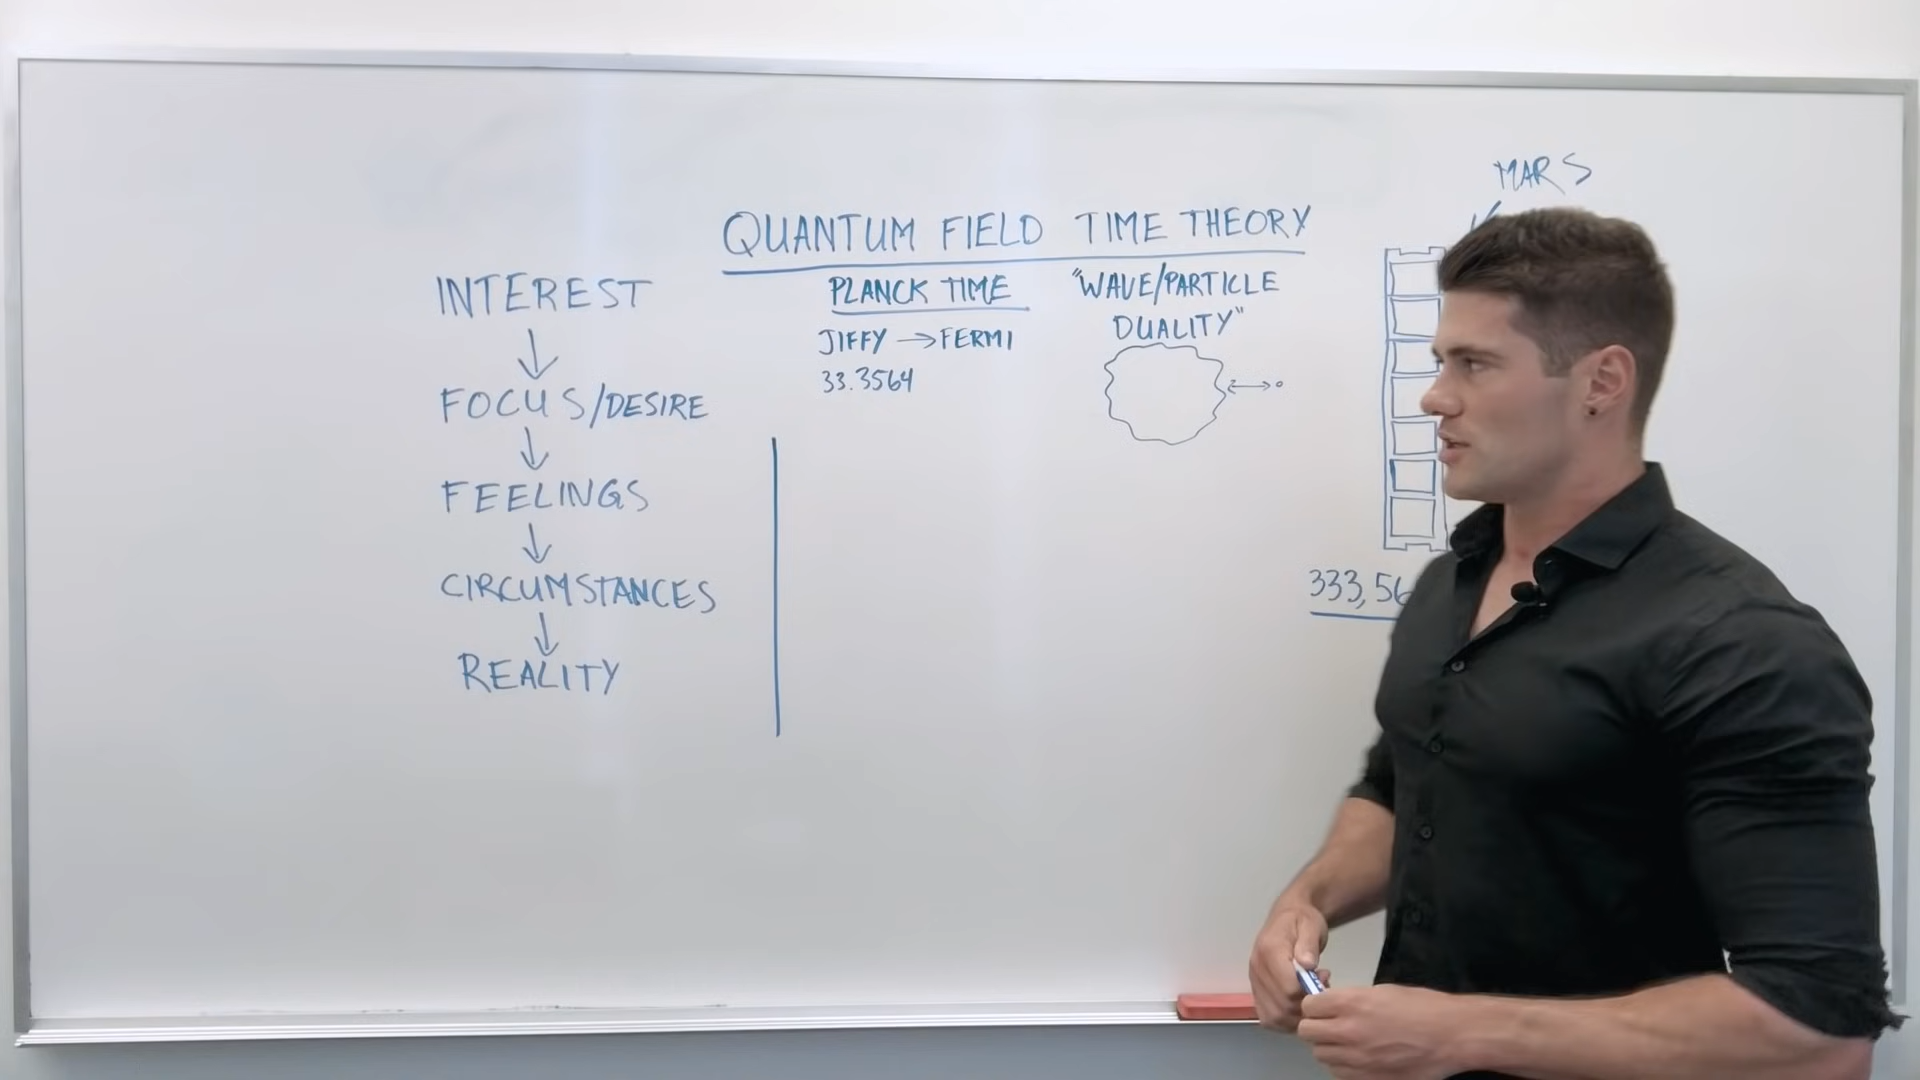 MARS
QUANTUM FIELD TIME THEORY
INTEREST
FOCUS/DESIRE
FEELINGS
CIRCUMSTANCES
REALITY
PLANCK TIME
JIFFY → FERMI
33.3564
"WAVE/PARTICLE
DUALITY"
333,56